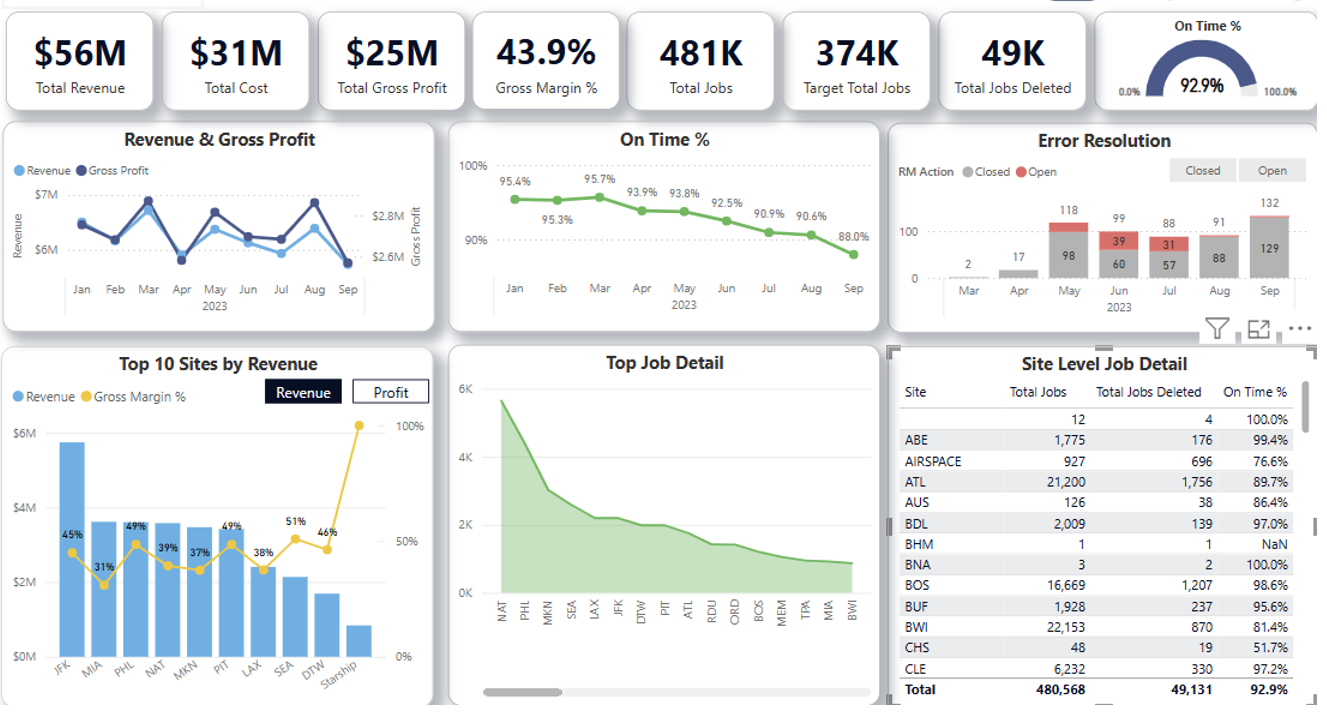 $56M
Total Revenue
$31M
Total Cost
$25M
Total Gross Profit
43.9%
Gross Margin %
481K
Total Jobs
374K
Target Total Jobs
49K
Total Jobs Deleted
On Time %
0.0%
92.9%
100.0%
Revenue & Gross Profit
Revenue Gross Profit
$7M
$6M
Revenue
$2.8M
$2.6M
Gross Profit
Jan Feb Mar Apr May Jun Jul Aug Sep
2023
On Time %
100%
90%
95.4% 95.3% 95.7% 93.9% 93.8% 92.5% 90.9% 90.6% 88.0%
Jan Feb Mar Apr May Jun Jul Aug Sep
2023
Error Resolution
RM Action Closed Open
Closed Open
100
0
2 17 118 99 88 91 132
39 31
98 60 57 88 129
Mar Apr May Jun Jul Aug Sep
2023
Top 10 Sites by Revenue
Revenue Gross Margin %
Revenue Profit
$6M
$4M
$2M
$0M
100%
50%
0%
45% 31% 49% 39% 37% 49% 38% 51% 46%
JFK MIA PHL NAT MKN PIT LAX SEA DTW Starship
Top Job Detail
6K
4K
2K
0K
NAT PHL MKN SEA LAX JFK DTW PIT ATL RDU ORD BOS MEM TPA MIA BWI
Site Level Job Detail
Site Total Jobs Total Jobs Deleted On Time %
12 4 100.0%
ABE 1,775 176 99.4%
AIRSPACE 927 696 76.6%
ATL 21,200 1,756 89.7%
AUS 126 38 86.4%
BDL 2,009 139 97.0%
BHM 1 1 NaN
BNA 3 2 100.0%
BOS 16,669 1,207 98.6%
BUF 1,928 237 95.6%
BWI 22,153 870 81.4%
CHS 48 19 51.7%
CLE 6,232 330 97.2%
Total 480,568 49,131 92.9%